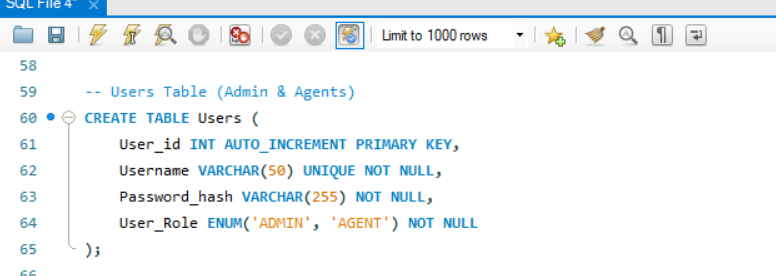 SQL File 4*
Limit to 1000 rows
58
59 -- Users Table (Admin & Agents)
60 CREATE TABLE Users (
61 User_id INT AUTO_INCREMENT PRIMARY KEY,
62 Username VARCHAR(50) UNIQUE NOT NULL,
63 Password_hash VARCHAR(255) NOT NULL,
64 User_Role ENUM('ADMIN', 'AGENT') NOT NULL
65 );
66